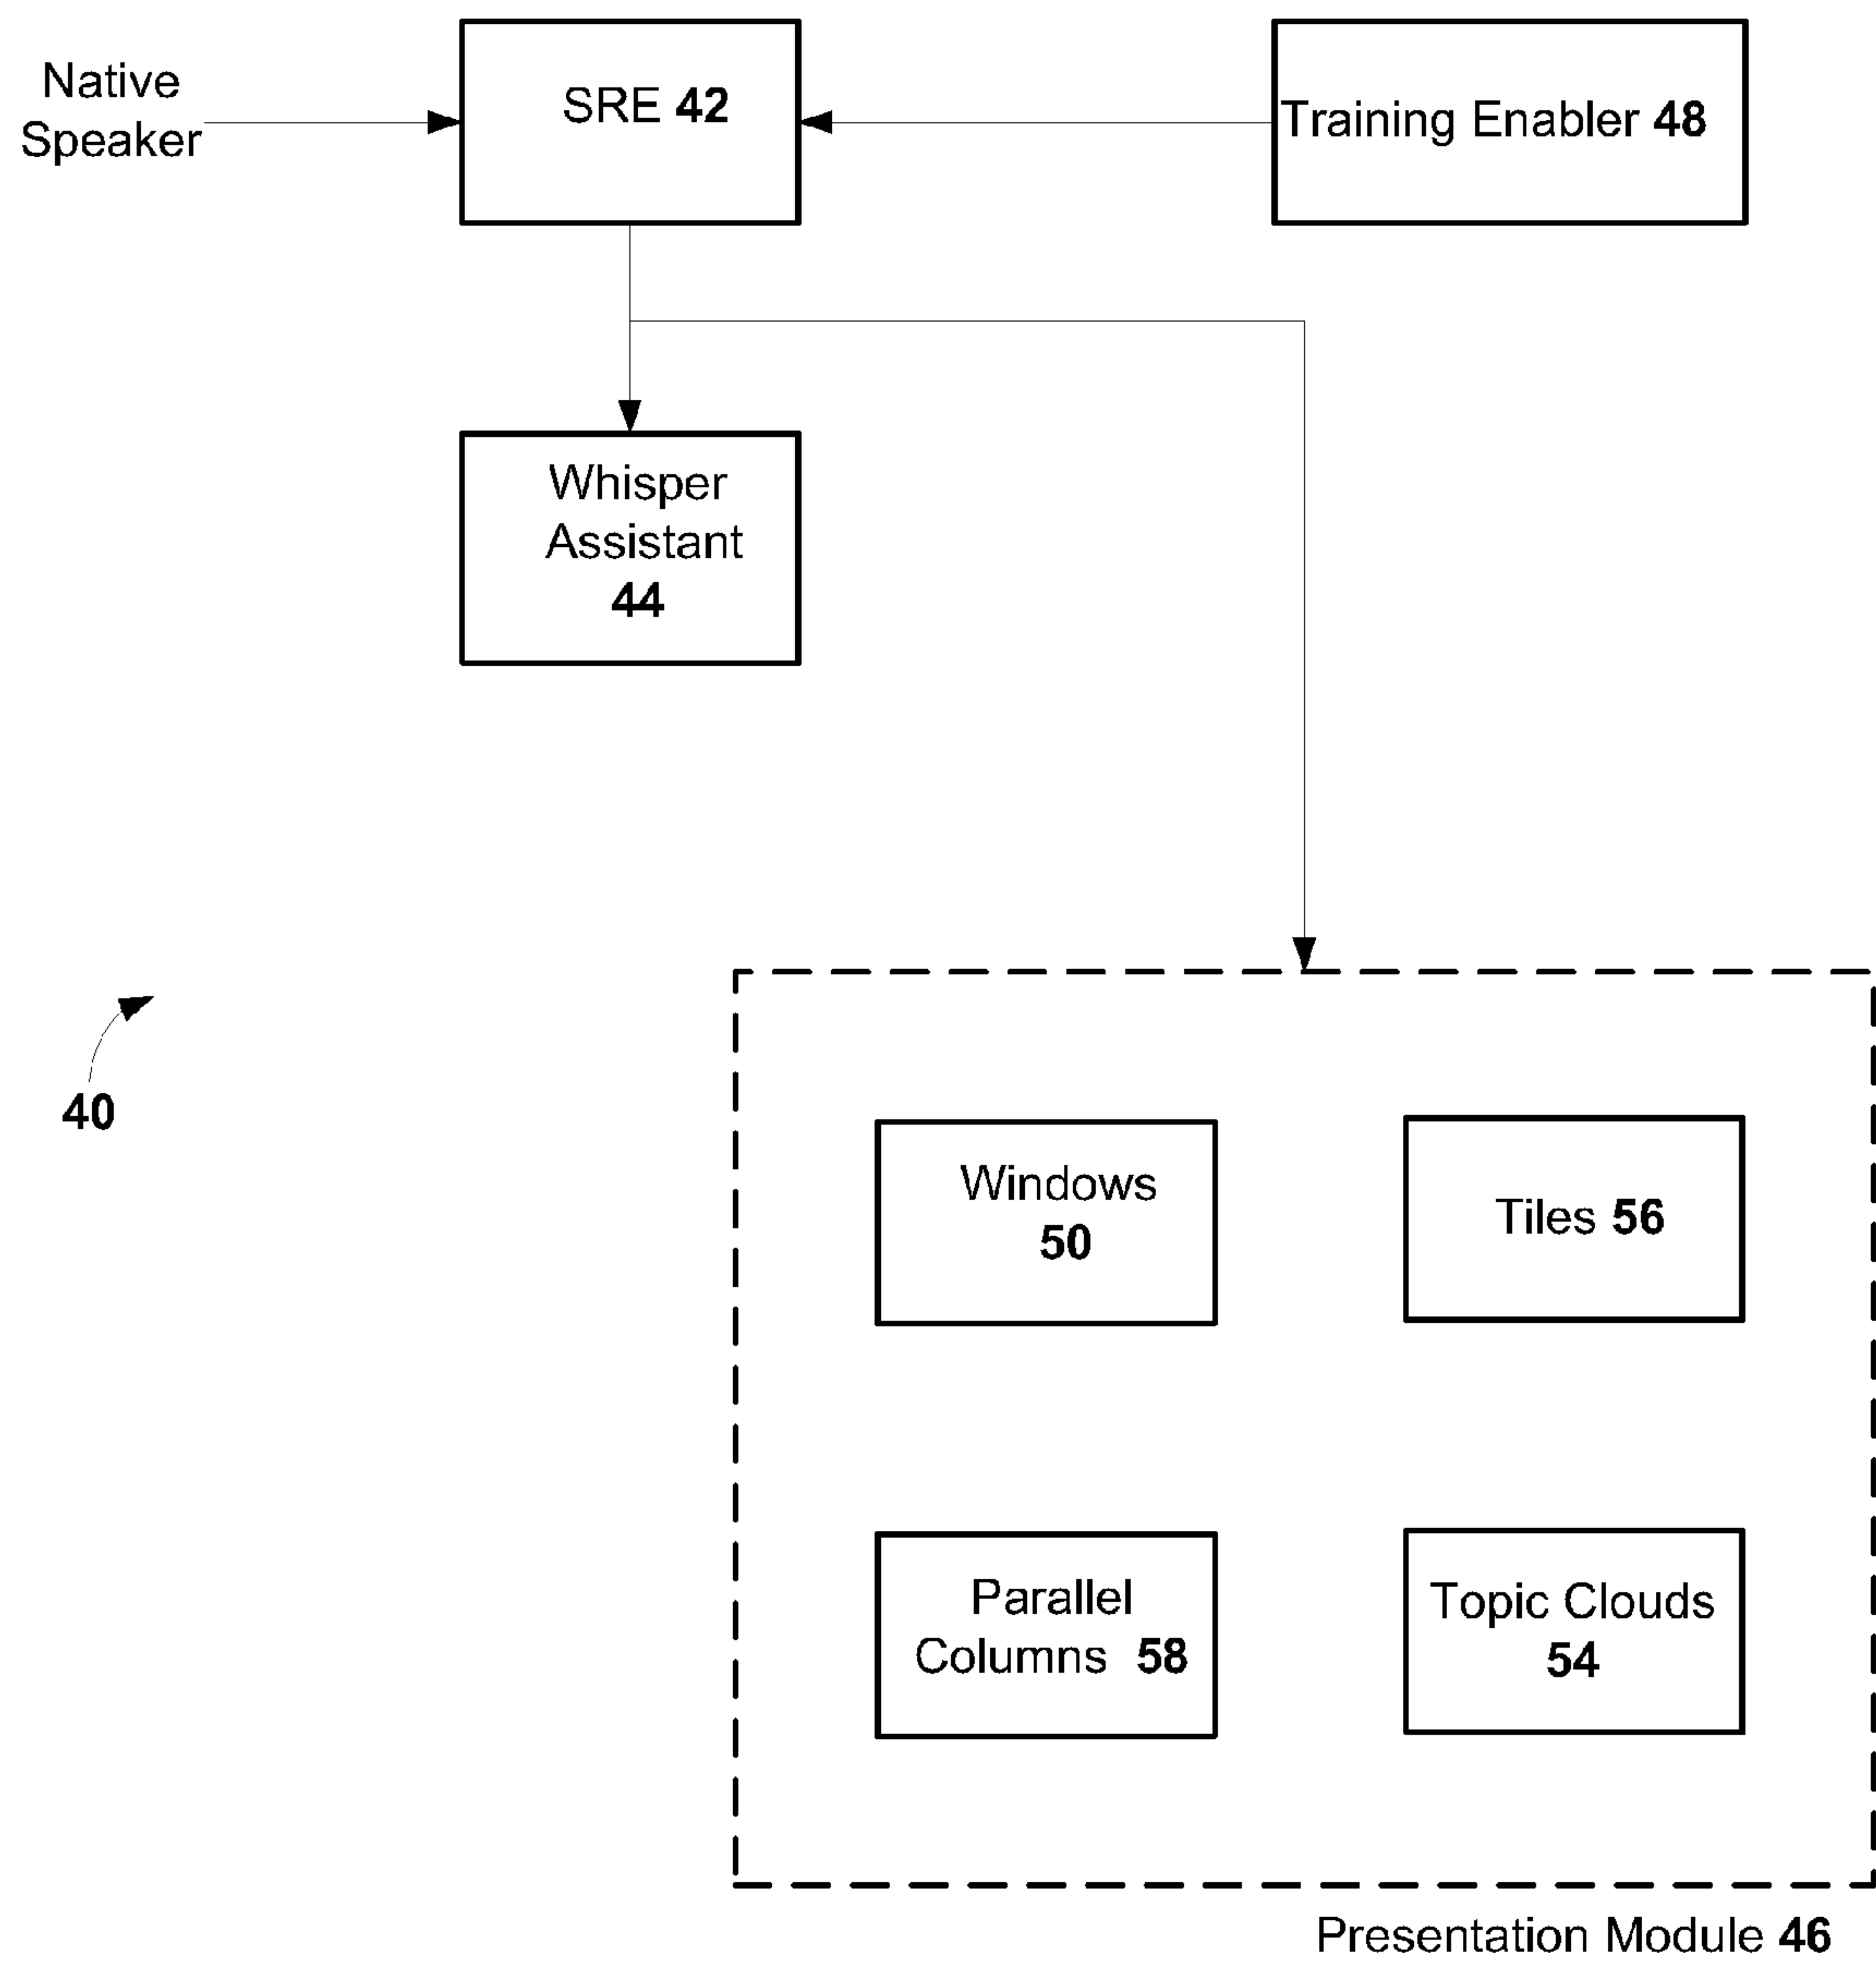 Native
Speaker
SRE 42
Training Enabler 48
Whisper
Assistant
44
40
Windows
50
Tiles 56
Parallel
Columns 58
Topic Clouds
54
Presentation Module 46